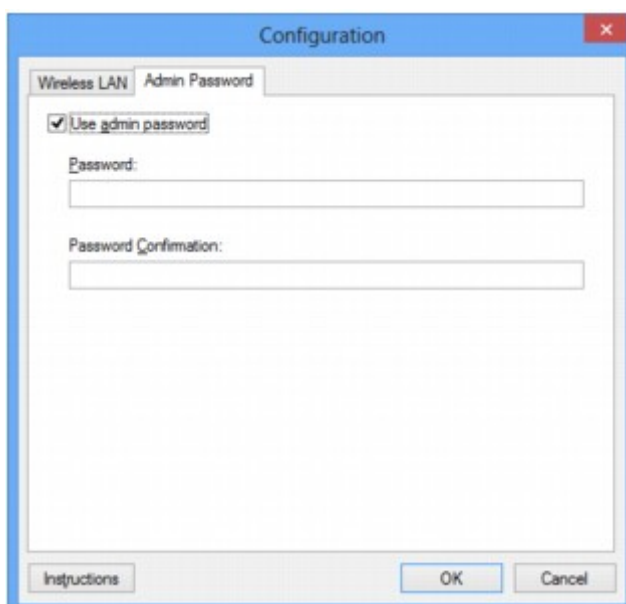 Configuration
Wireless LAN Admin Password
Use admin password
Password:
Password Confirmation:
Instructions OK Cancel